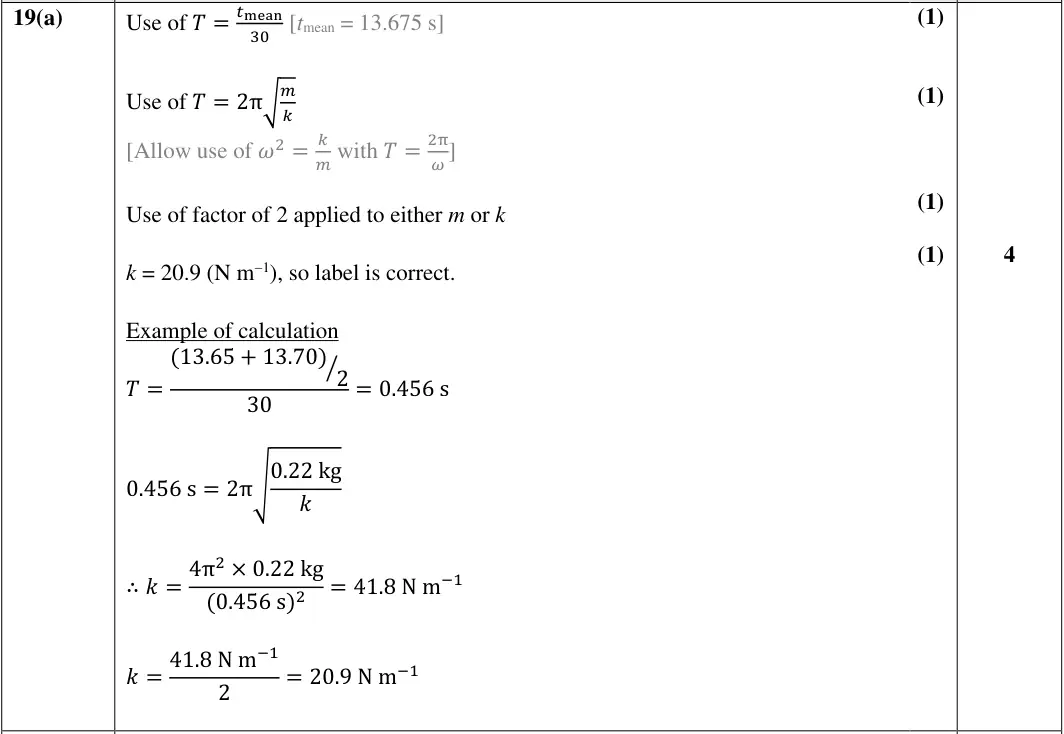 19(a)
Use of T = t_mean/30 [t_mean = 13.675 s] (1)
Use of T = 2π√(m/k) (1)
[Allow use of ω² = k/m with T = 2π/ω]
Use of factor of 2 applied to either m or k (1)
k = 20.9 (N m⁻¹), so label is correct. (1) 4
Example of calculation
T = ((13.65 + 13.70)/2)/30 = 0.456 s
0.456 s = 2π√(0.22 kg/k)
∴ k = (4π² × 0.22 kg)/(0.456 s)² = 41.8 N m⁻¹
k = (41.8 N m⁻¹)/2 = 20.9 N m⁻¹